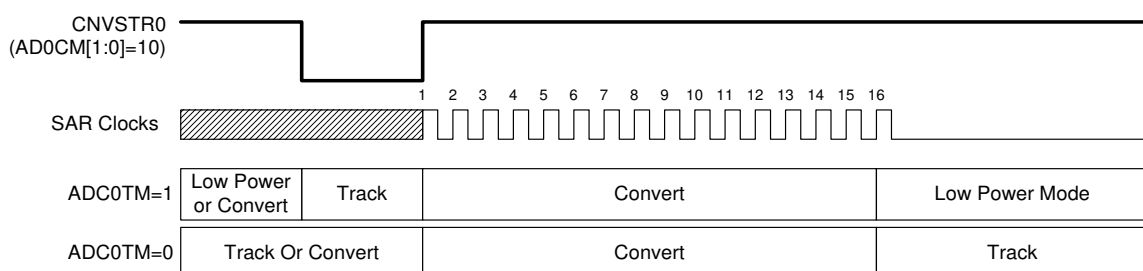 CNVSTR0
(AD0CM[1:0]=10)
1 2 3 4 5 6 7 8 9 10 11 12 13 14 15 16
SAR Clocks
ADC0TM=1
Low Power
or Convert
Track
Convert
Low Power Mode
ADC0TM=0
Track Or Convert
Convert
Track